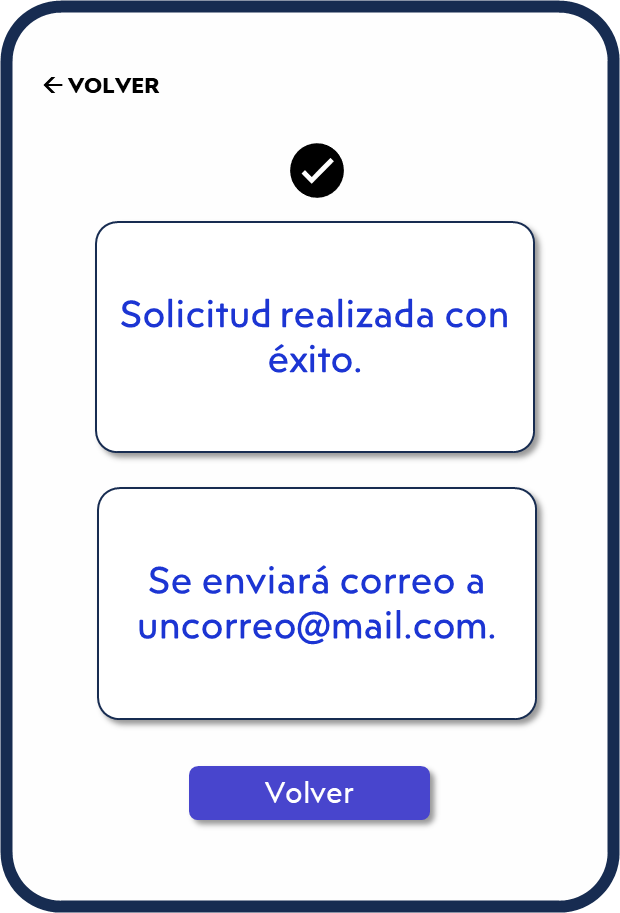 ← VOLVER
Solicitud realizada con
éxito.
Se enviará correo a
uncorreo@mail.com.
Volver